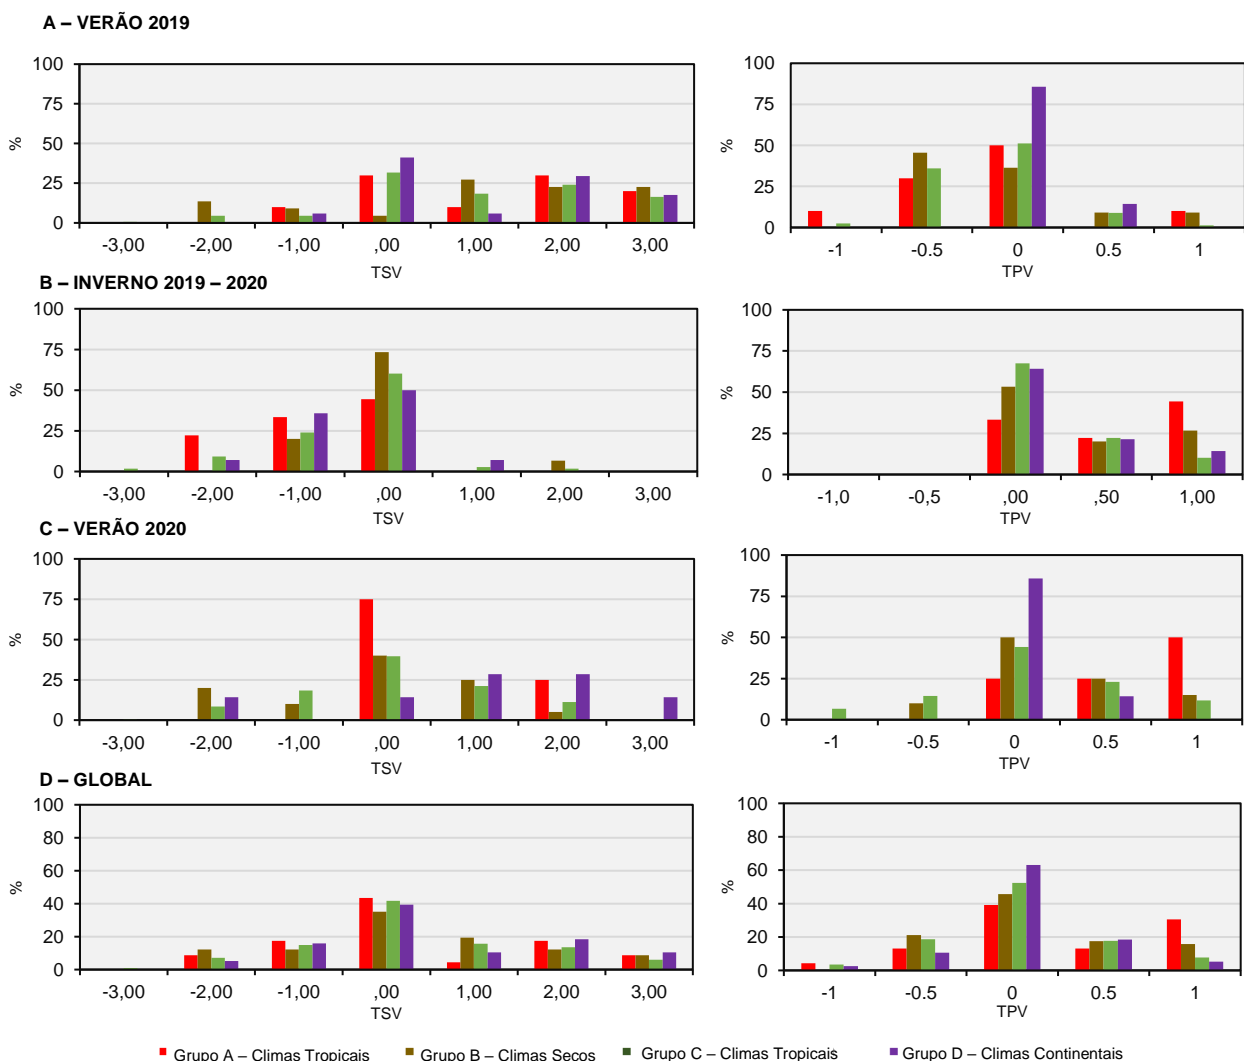 A – VERÃO 2019
100
75
50
25
0
%
-3,00 -2,00 -1,00 ,00 1,00 2,00 3,00
TSV
100
75
50
25
0
%
-1 -0.5 0 0.5 1
TPV
B – INVERNO 2019 – 2020
100
75
50
25
0
%
-3,00 -2,00 -1,00 ,00 1,00 2,00 3,00
TSV
100
75
50
25
0
%
-1,0 -0,5 ,00 ,50 1,00
TPV
C – VERÃO 2020
100
75
50
25
0
%
-3,00 -2,00 -1,00 ,00 1,00 2,00 3,00
TSV
100
75
50
25
0
%
-1 -0.5 0 0.5 1
TPV
D – GLOBAL
100
80
60
40
20
0
%
-3,00 -2,00 -1,00 ,00 1,00 2,00 3,00
TSV
100
80
60
40
20
0
%
-1 -0.5 0 0.5 1
TPV
Grupo A – Climas Tropicais Grupo B – Climas Secos Grupo C – Climas Tropicais Grupo D – Climas Continentais